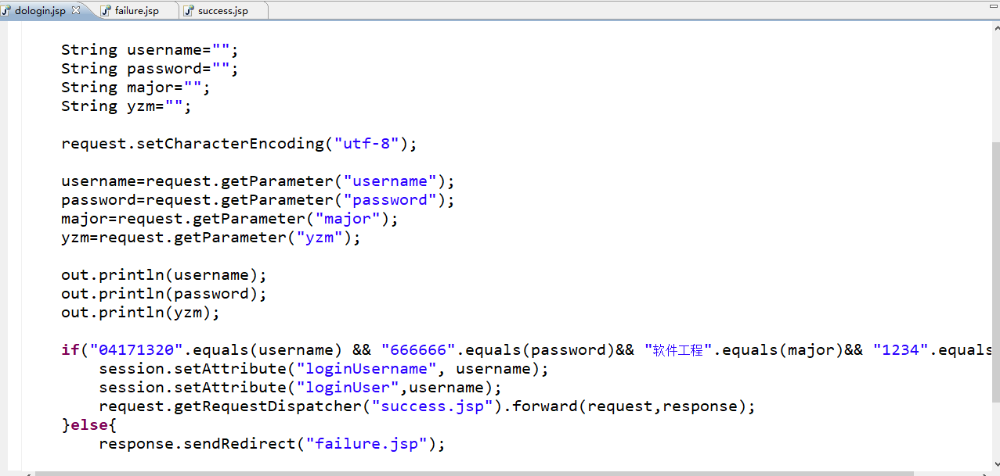 dologin.jsp failure.jsp success.jsp
String username="";
String password="";
String major="";
String yzm="";
request.setCharacterEncoding("utf-8");
username=request.getParameter("username");
password=request.getParameter("password");
major=request.getParameter("major");
yzm=request.getParameter("yzm");
out.println(username);
out.println(password);
out.println(yzm);
if("04171320".equals(username) && "666666".equals(password)&& "软件工程".equals(major)&& "1234".equals
session.setAttribute("loginUsername", username);
session.setAttribute("loginUser",username);
request.getRequestDispatcher("success.jsp").forward(request,response);
}else{
response.sendRedirect("failure.jsp");